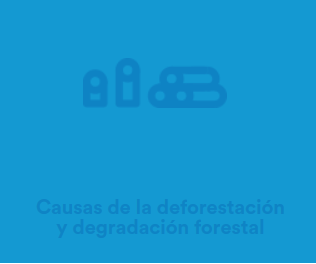 Causas de la deforestación
y degradación forestal